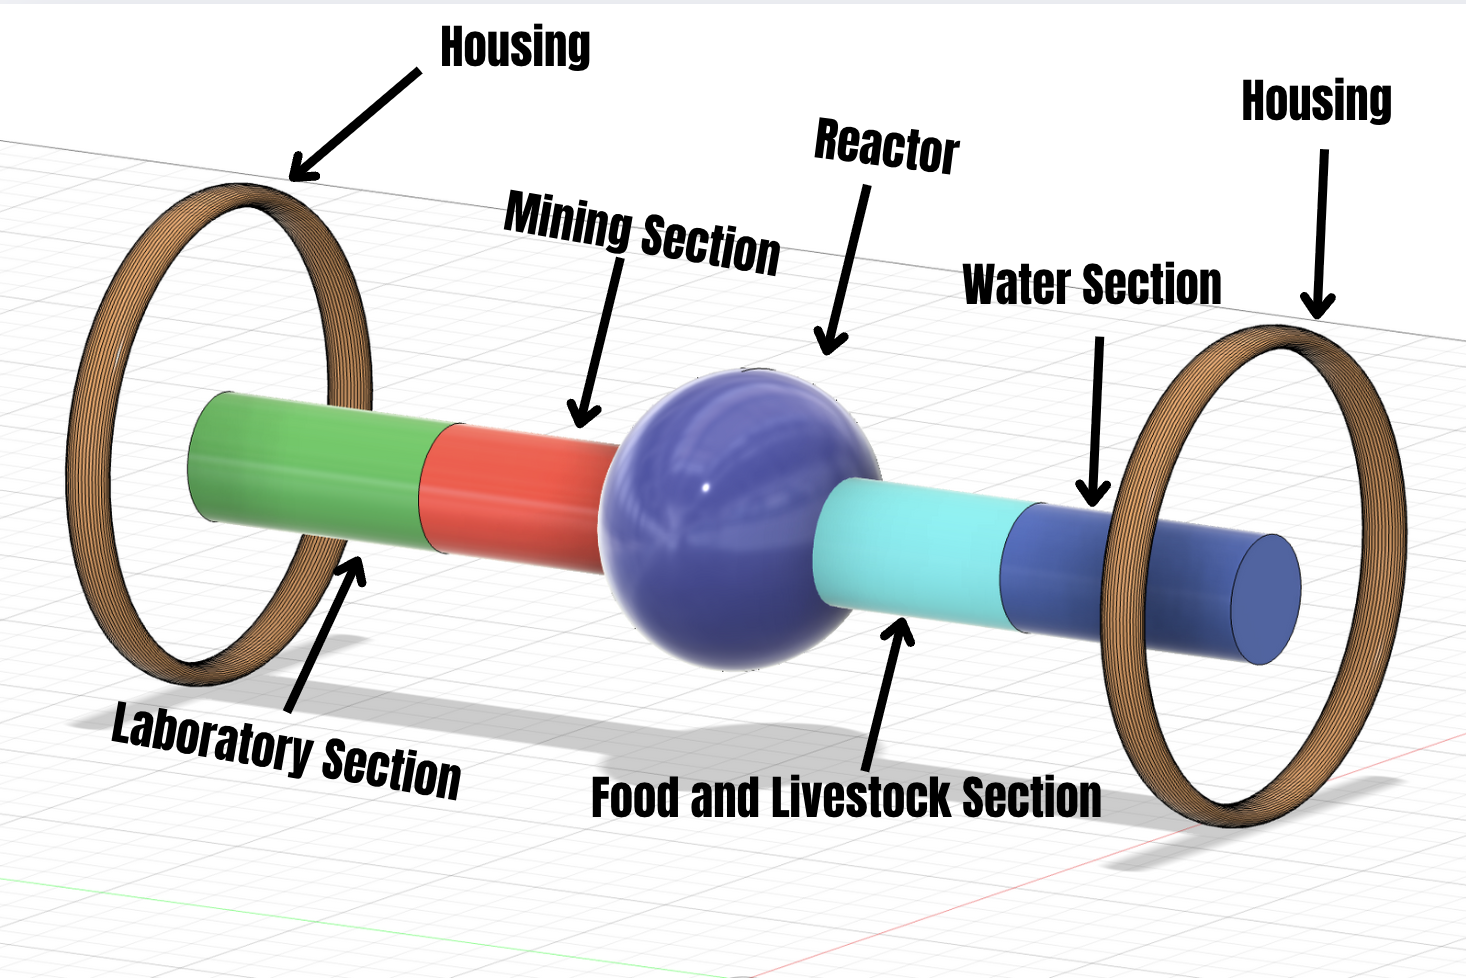 Housing
Housing
Reactor
Mining Section
Water Section
Laboratory Section
Food and Livestock Section